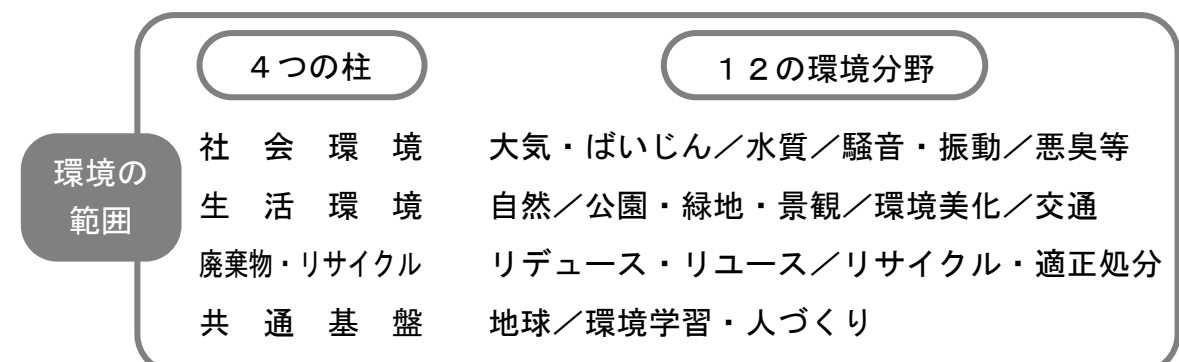 4つの柱
12の環境分野
環境の
範囲
社会環境 大気・ばいじん／水質／騒音・振動／悪臭等
生活環境 自然／公園・緑地・景観／環境美化／交通
廃棄物・リサイクル リデュース・リユース／リサイクル・適正処分
共通基盤 地球／環境学習・人づくり